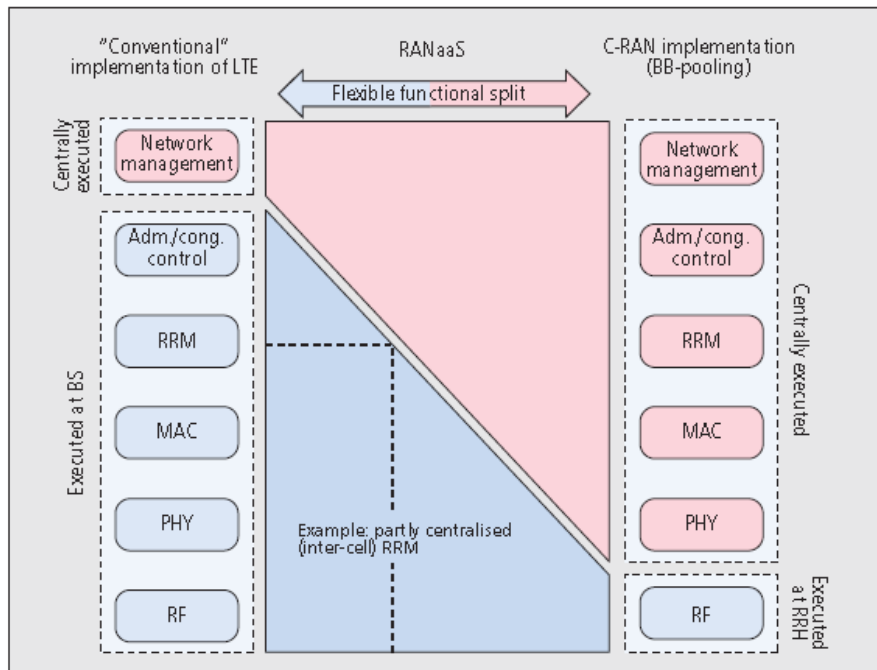 "Conventional"
implementation of LTE
RANaaS
C-RAN implementation
(BB-pooling)
Flexible functional split
Centrally
executed
Network
management
Executed at BS
Adm./cong.
control
RRM
MAC
PHY
RF
Example: partly centralised
(inter-cell) RRM
Network
management
Adm./cong.
control
RRM
MAC
PHY
Centrally executed
RF
Executed
at RRH